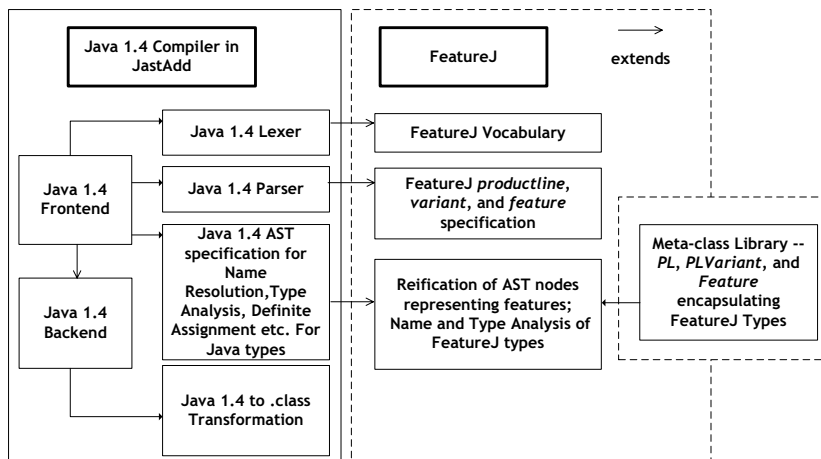 Java 1.4 Compiler in
JastAdd
FeatureJ
extends
Java 1.4 Lexer
FeatureJ Vocabulary
Java 1.4
Frontend
Java 1.4 Parser
FeatureJ productline,
variant, and feature
specification
Java 1.4 AST
specification for
Name
Resolution,Type
Analysis, Definite
Assignment etc. For
Java types
Reification of AST nodes
representing features;
Name and Type Analysis of
FeatureJ types
Meta-class Library --
PL, PLVariant, and
Feature
encapsulating
FeatureJ Types
Java 1.4
Backend
Java 1.4 to .class
Transformation